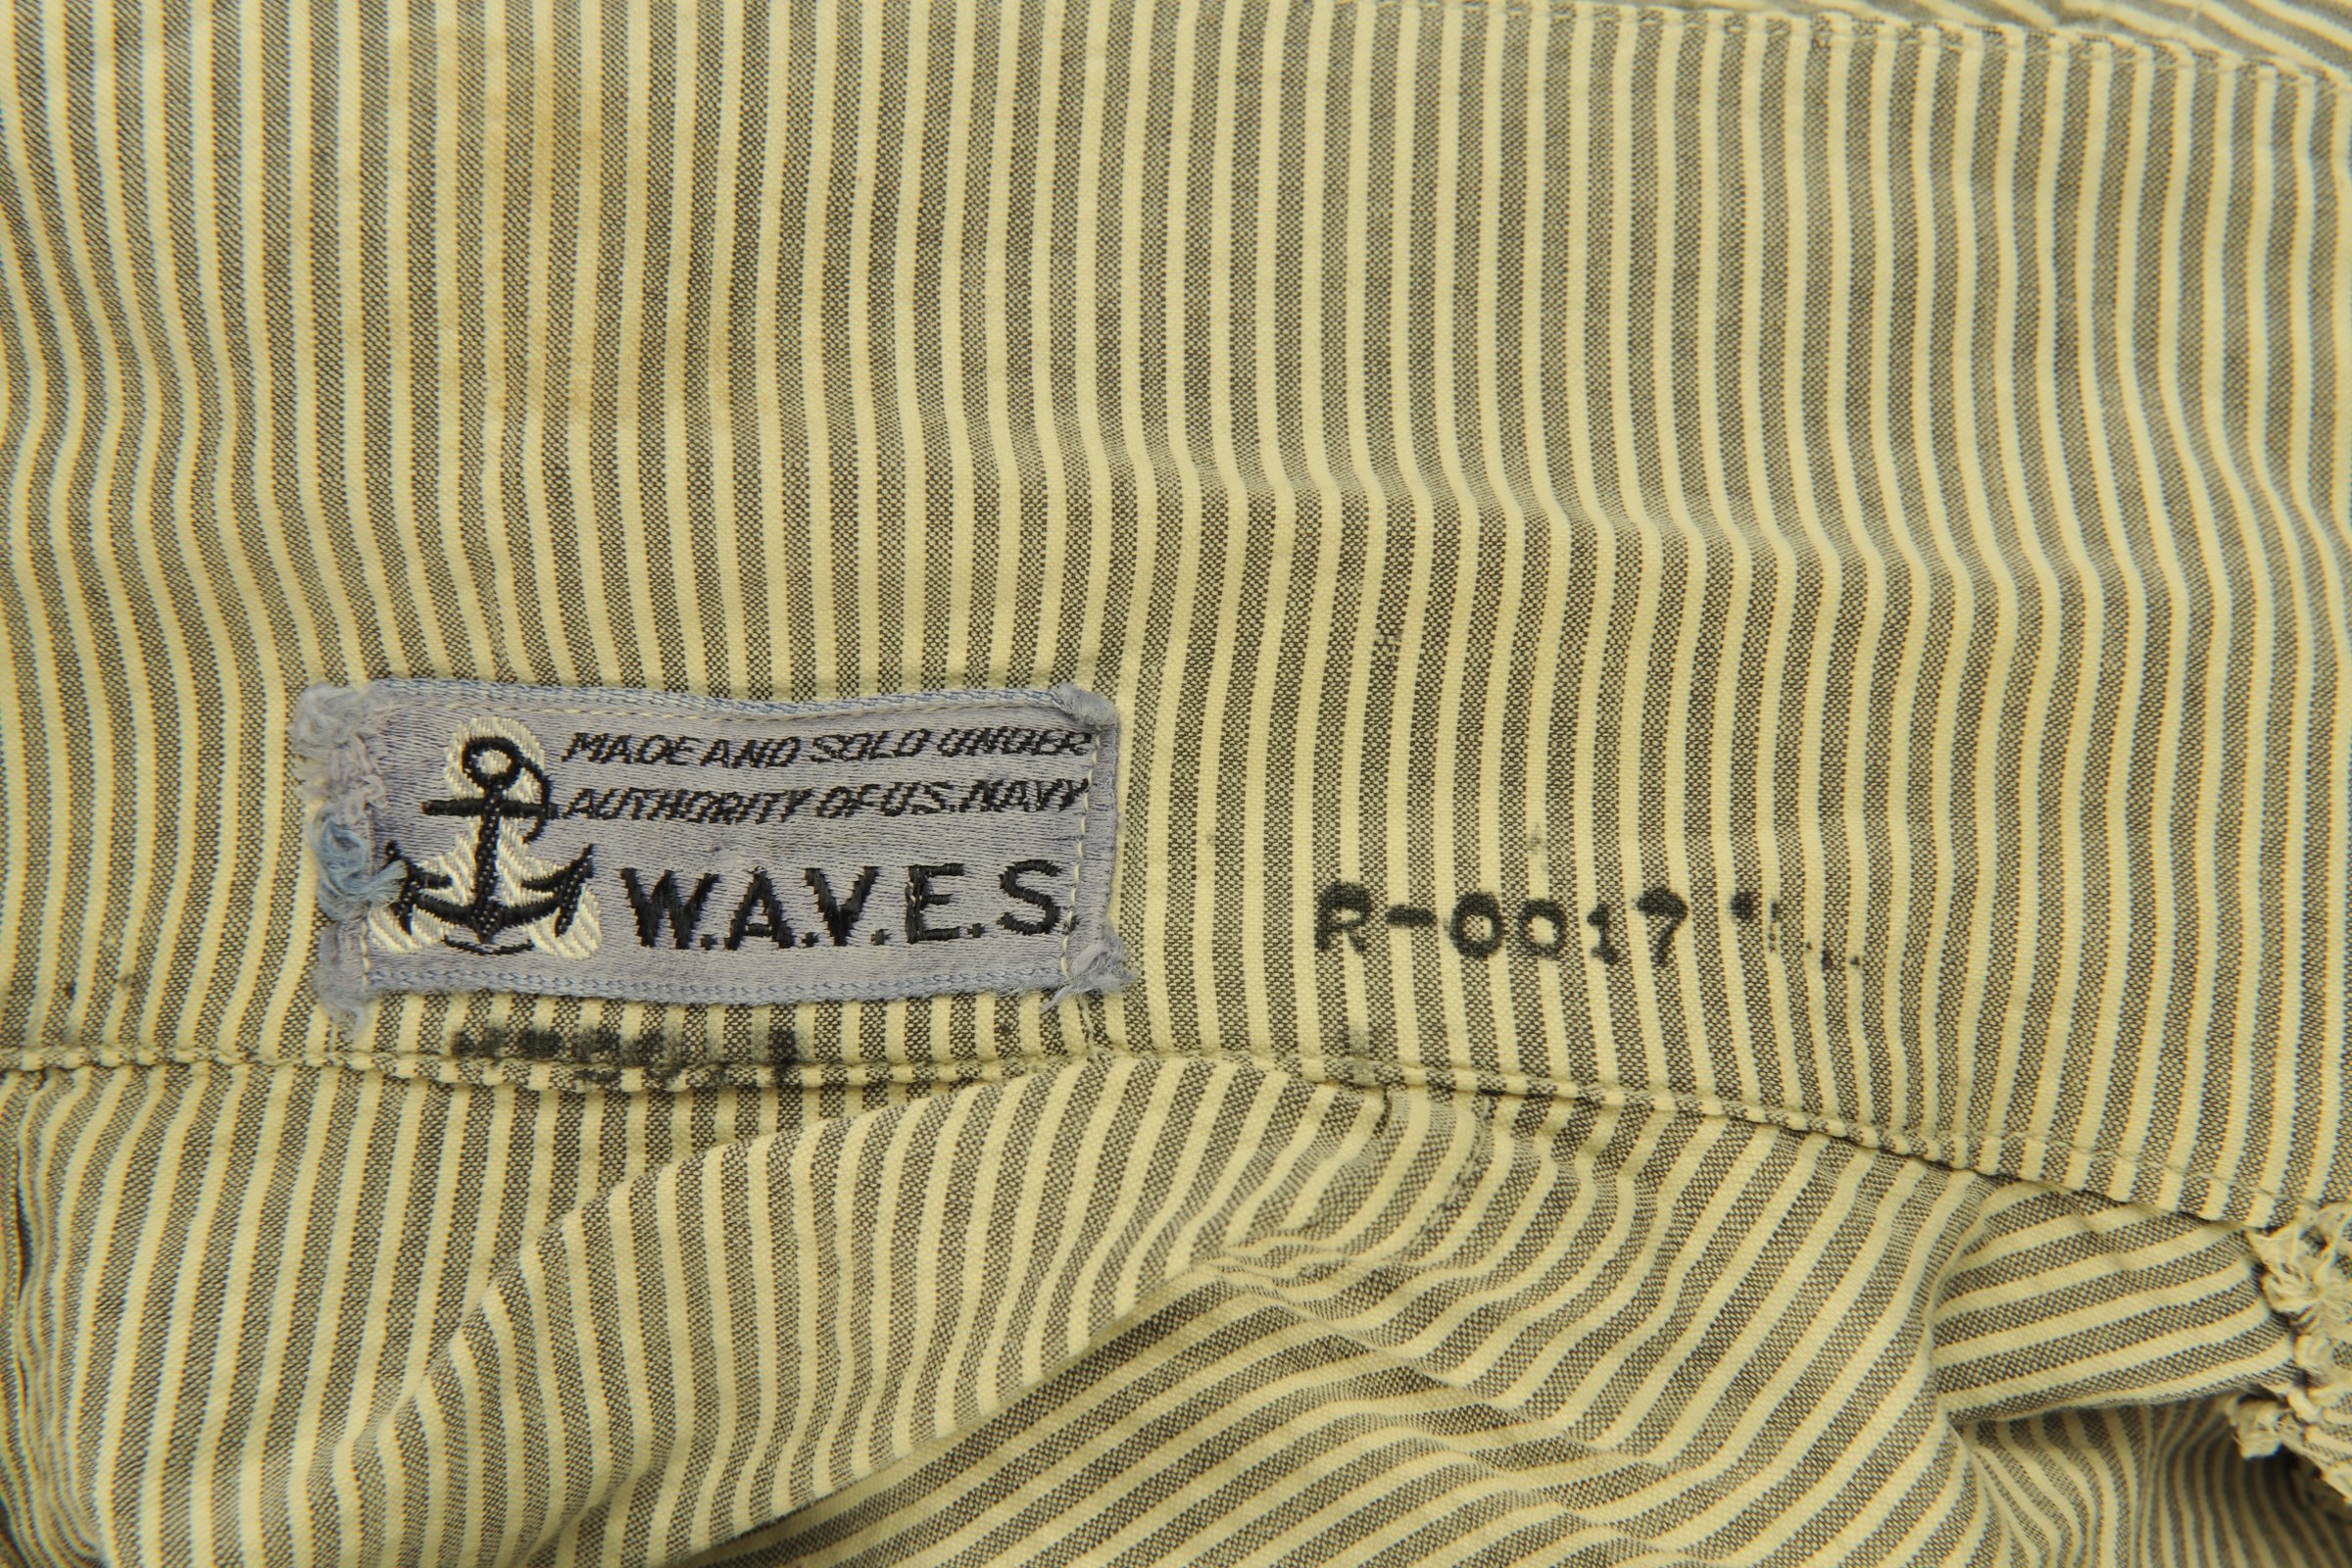 MADE AND SOLD UNDER
AUTHORITY OF U.S. NAVY
W.A.V.E.S.
R-0017